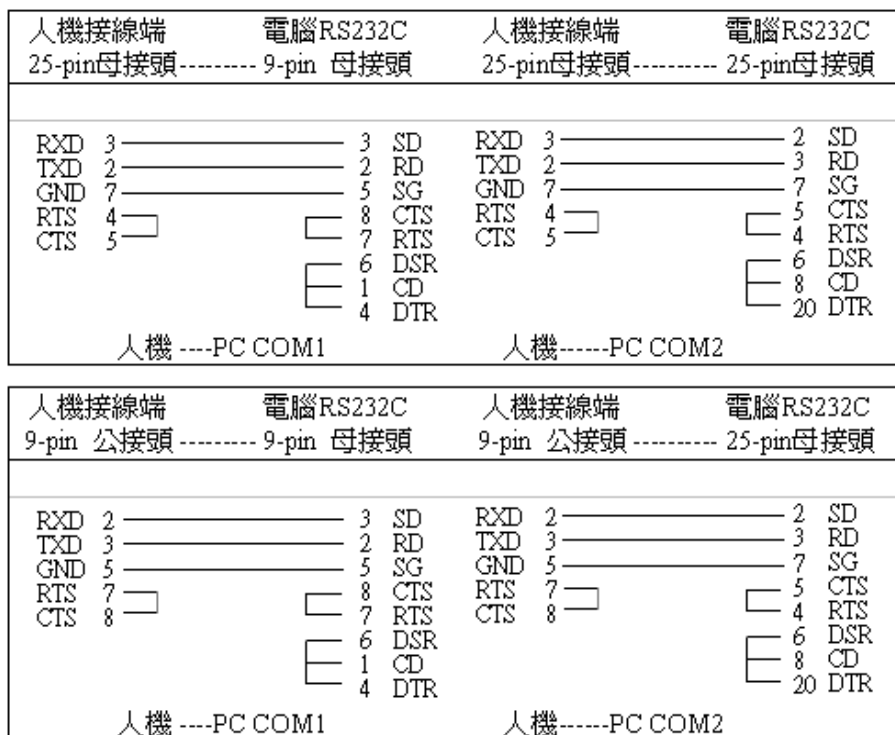 人機接線端 電腦RS232C 人機接線端 電腦RS232C
25-pin母接頭--------- 9-pin 母接頭 25-pin母接頭---------- 25-pin母接頭
RXD 3 3 SD RXD 3 2 SD
TXD 2 2 RD TXD 2 3 RD
GND 7 5 SG GND 7 7 SG
RTS 4 8 CTS RTS 4 5 CTS
CTS 5 7 RTS CTS 5 4 RTS
6 DSR 6 DSR
1 CD 8 CD
4 DTR 20 DTR
人機 ----PC COM1 人機------PC COM2
人機接線端 電腦RS232C 人機接線端 電腦RS232C
9-pin 公接頭 --------- 9-pin 母接頭 9-pin 公接頭---------- 25-pin母接頭
RXD 2 3 SD RXD 2 2 SD
TXD 3 2 RD TXD 3 3 RD
GND 5 5 SG GND 5 7 SG
RTS 7 8 CTS RTS 7 5 CTS
CTS 8 7 RTS CTS 8 4 RTS
6 DSR 6 DSR
1 CD 8 CD
4 DTR 20 DTR
人機 ----PC COM1 人機------PC COM2